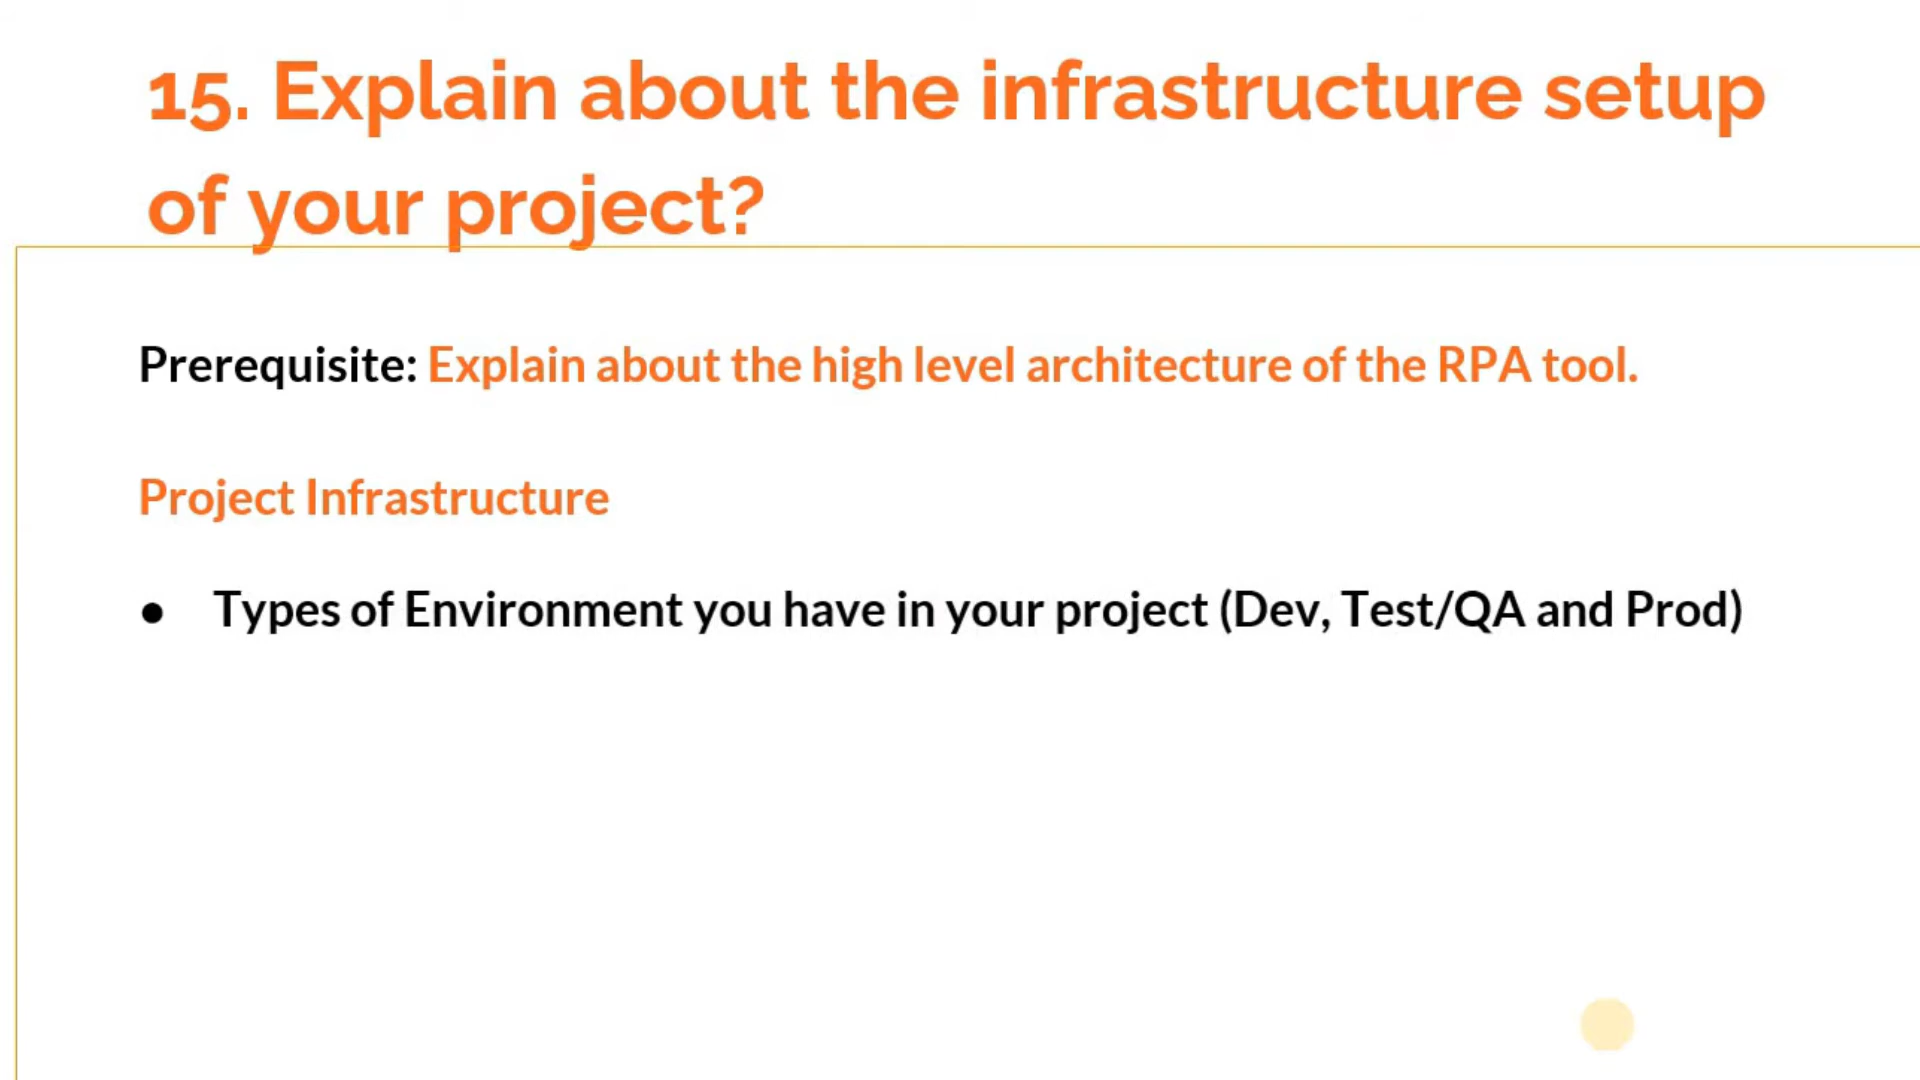 15. Explain about the infrastructure setup
of your project?
Prerequisite: Explain about the high level architecture of the RPA tool.
Project Infrastructure
● Types of Environment you have in your project (Dev, Test/QA and Prod)